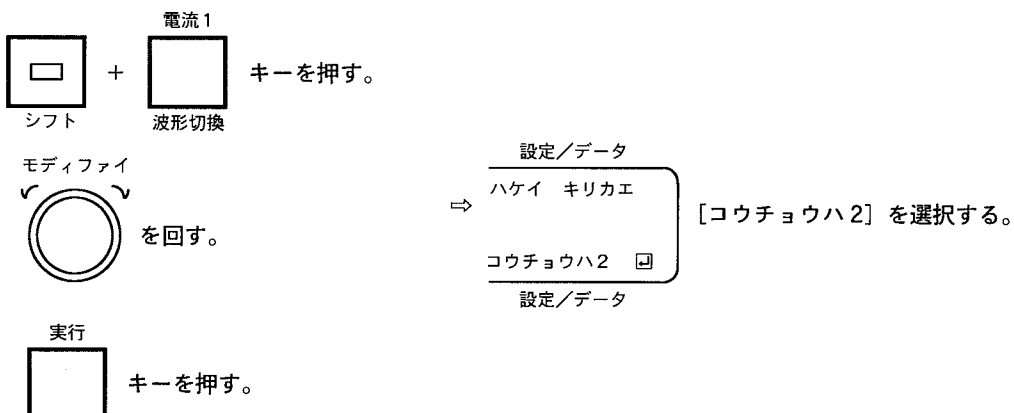 電流1
+ キーを押す。
シフト 波形切換
モディファイ
を回す。
設定／データ
⇨ ハケイ キリカエ
コウチョウハ2 ↵
設定／データ
[コウチョウハ2] を選択する。
実行
キーを押す。